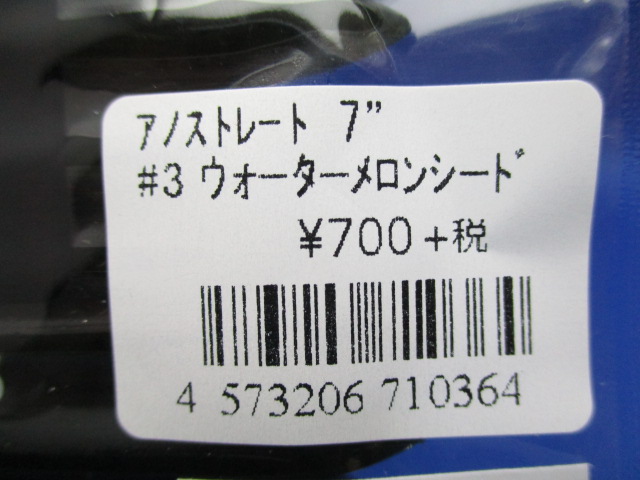 ｱﾉｽﾄﾚｰﾄ 7”
#3 ｳｫｰﾀｰﾒﾛﾝｼｰﾄﾞ
¥700+税
4 573206 710364